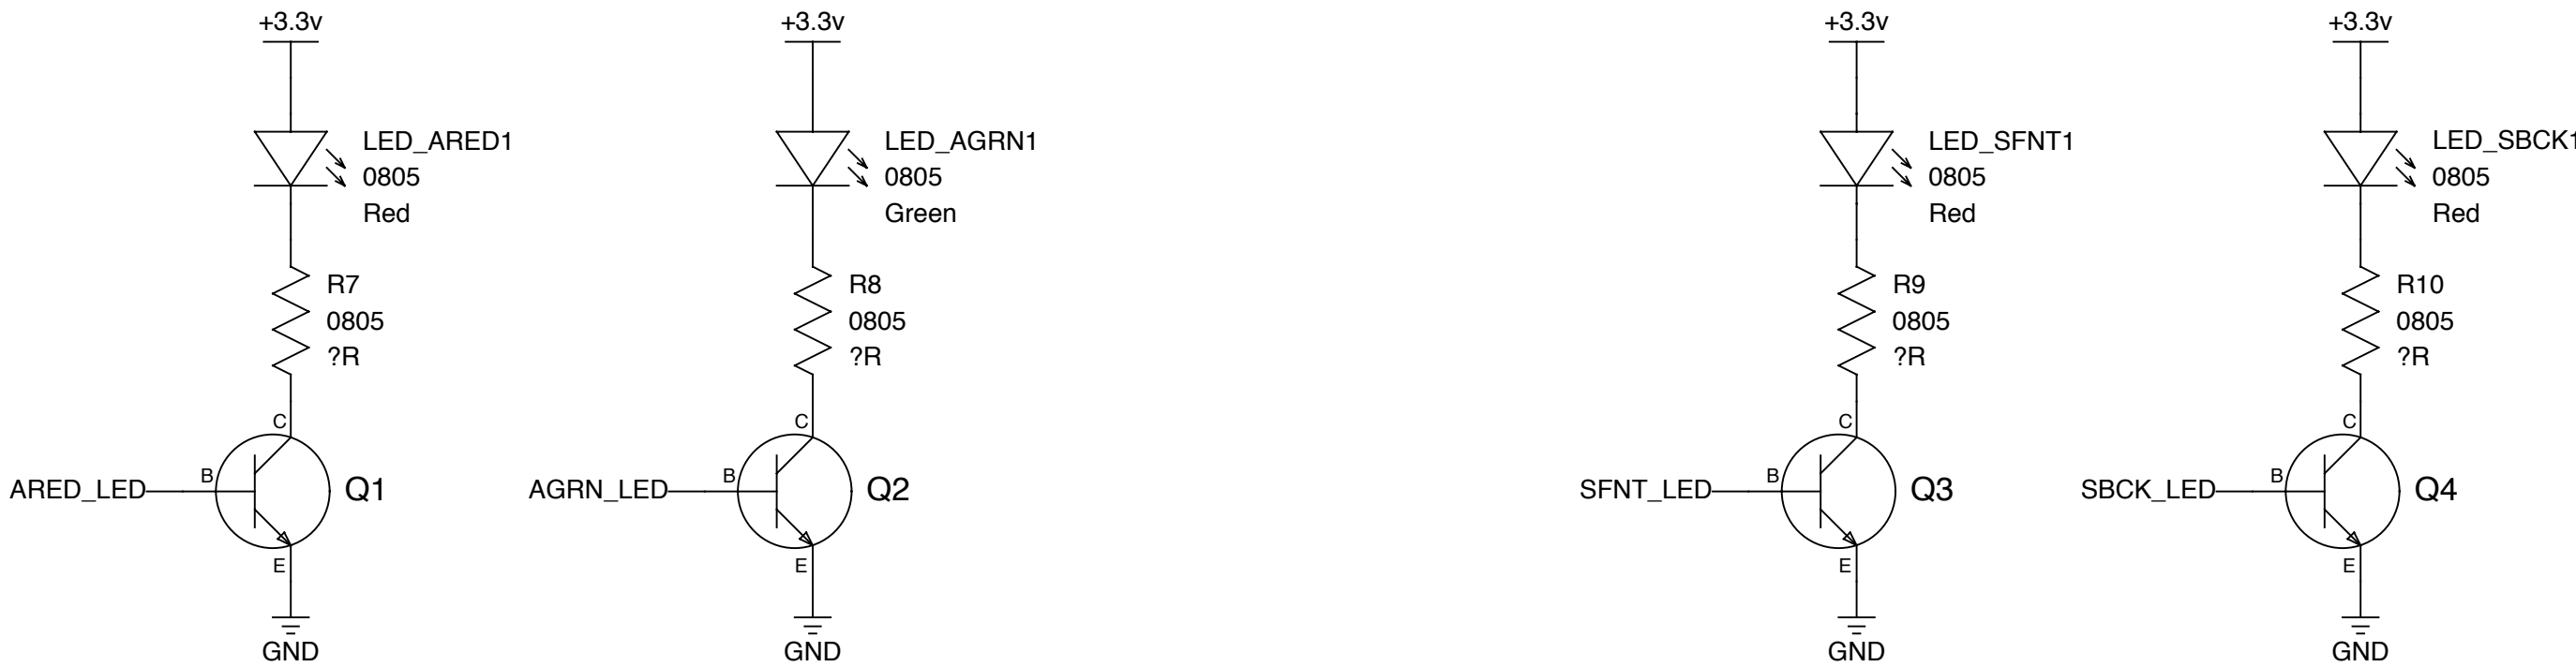 +3.3v
LED_ARED1
0805
Red
R7
0805
?R
C
B
ARED_LED
Q1
E
GND
+3.3v
LED_AGRN1
0805
Green
R8
0805
?R
C
B
AGRN_LED
Q2
E
GND
+3.3v
LED_SFNT1
0805
Red
R9
0805
?R
C
B
SFNT_LED
Q3
E
GND
+3.3v
LED_SBCK1
0805
Red
R10
0805
?R
C
B
SBCK_LED
Q4
E
GND